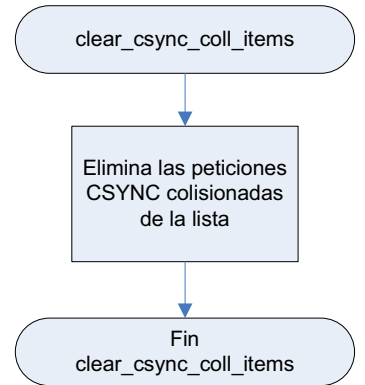 clear_csync_coll_items
Elimina las peticiones
CSYNC colisionadas
de la lista
Fin
clear_csync_coll_items